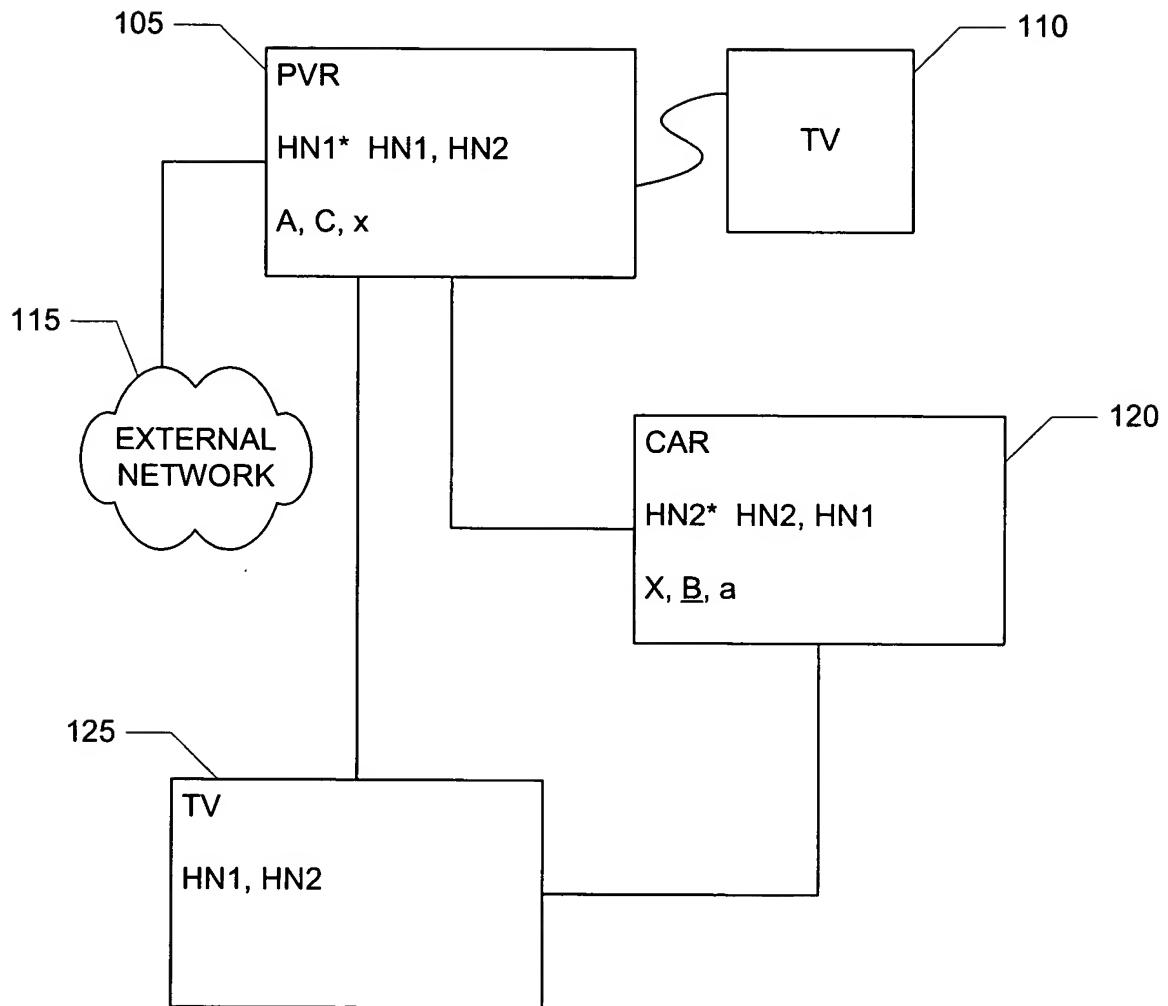 105
110
PVR
HN1* HN1, HN2
A, C, x
TV
115
EXTERNAL
NETWORK
120
CAR
HN2* HN2, HN1
X, B, a
125
TV
HN1, HN2